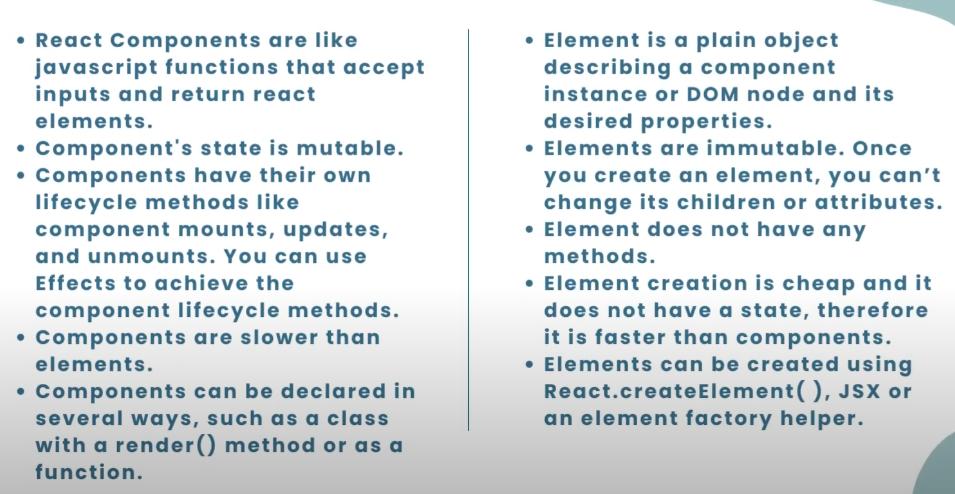 • React Components are like
javascript functions that accept
inputs and return react
elements.
• Component's state is mutable.
• Components have their own
lifecycle methods like
component mounts, updates,
and unmounts. You can use
Effects to achieve the
component lifecycle methods.
• Components are slower than
elements.
• Components can be declared in
several ways, such as a class
with a render() method or as a
function.
• Element is a plain object
describing a component
instance or DOM node and its
desired properties.
• Elements are immutable. Once
you create an element, you can’t
change its children or attributes.
• Element does not have any
methods.
• Element creation is cheap and it
does not have a state, therefore
it is faster than components.
• Elements can be created using
React.createElement( ), JSX or
an element factory helper.